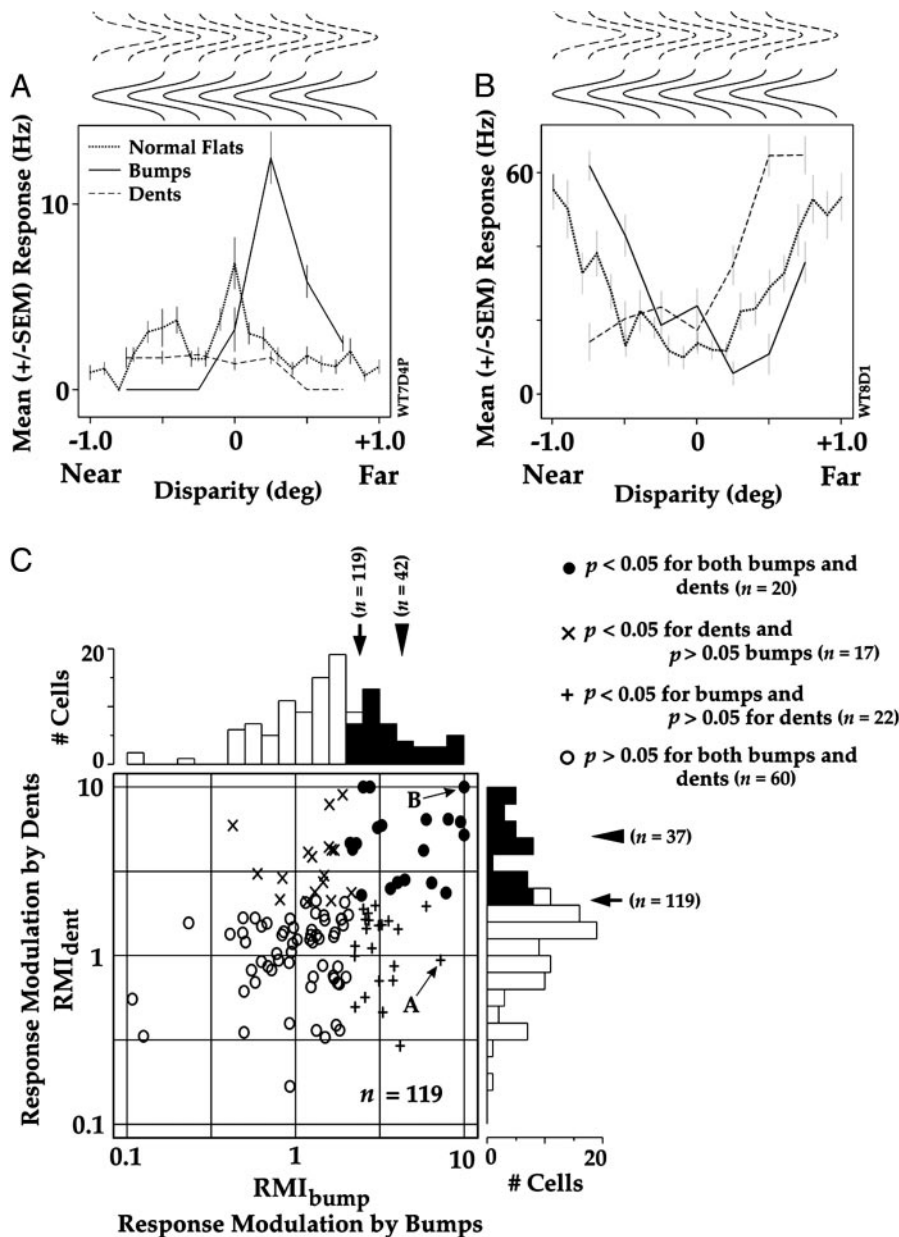 A
B
Mean (+/-SEM) Response (Hz)
10
0
Normal Flats
Bumps
Dents
WT7D4P
-1.0
0
+1.0
Near
Far
Disparity (deg)
Mean (+/-SEM) Response (Hz)
60
0
WT8D1
-1.0
0
+1.0
Near
Far
Disparity (deg)
C
(n = 119)
(n = 42)
# Cells
20
0
p < 0.05 for both bumps and
dents (n = 20)
p < 0.05 for dents and
p > 0.05 bumps (n = 17)
p < 0.05 for bumps and
p > 0.05 for dents (n = 22)
p > 0.05 for both bumps and
dents (n = 60)
Response Modulation by Dents
RMIdent
10
1
0.1
B
A
n = 119
0.1
1
10
RMIbump
Response Modulation by Bumps
(n = 37)
(n = 119)
0
20
# Cells